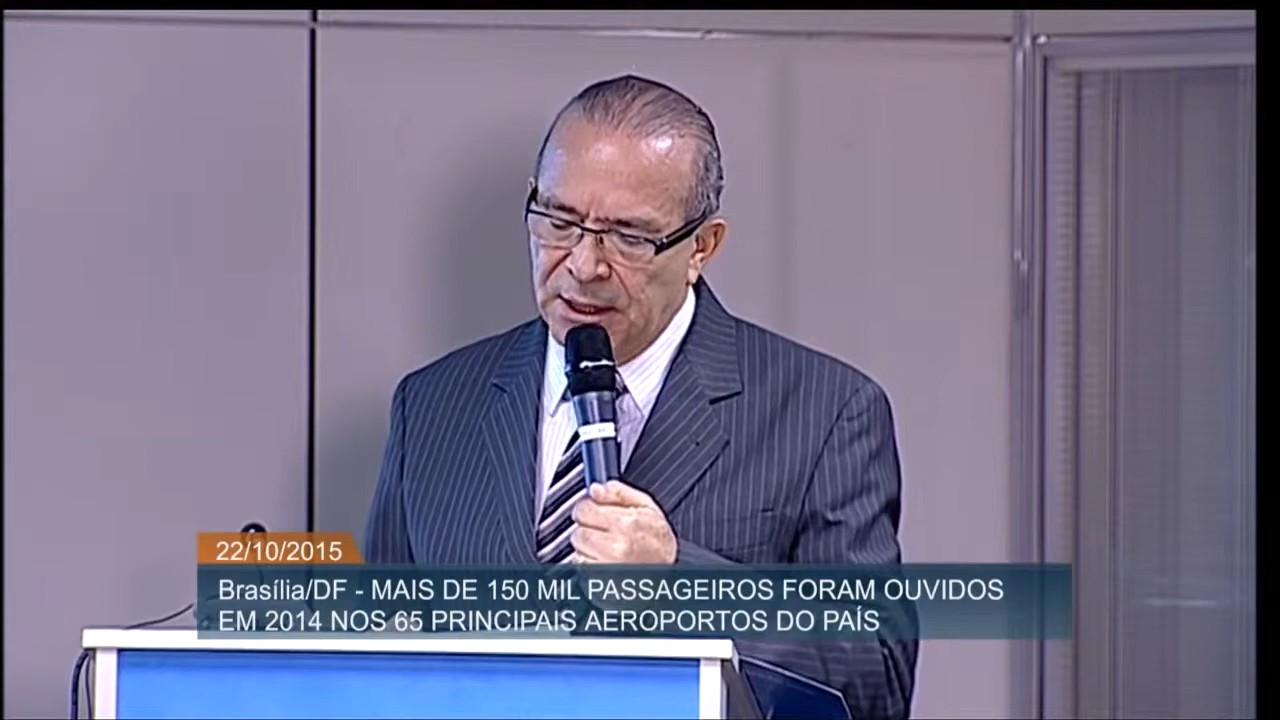 22/10/2015
Brasília/DF - MAIS DE 150 MIL PASSAGEIROS FORAM OUVIDOS
EM 2014 NOS 65 PRINCIPAIS AEROPORTOS DO PAÍS